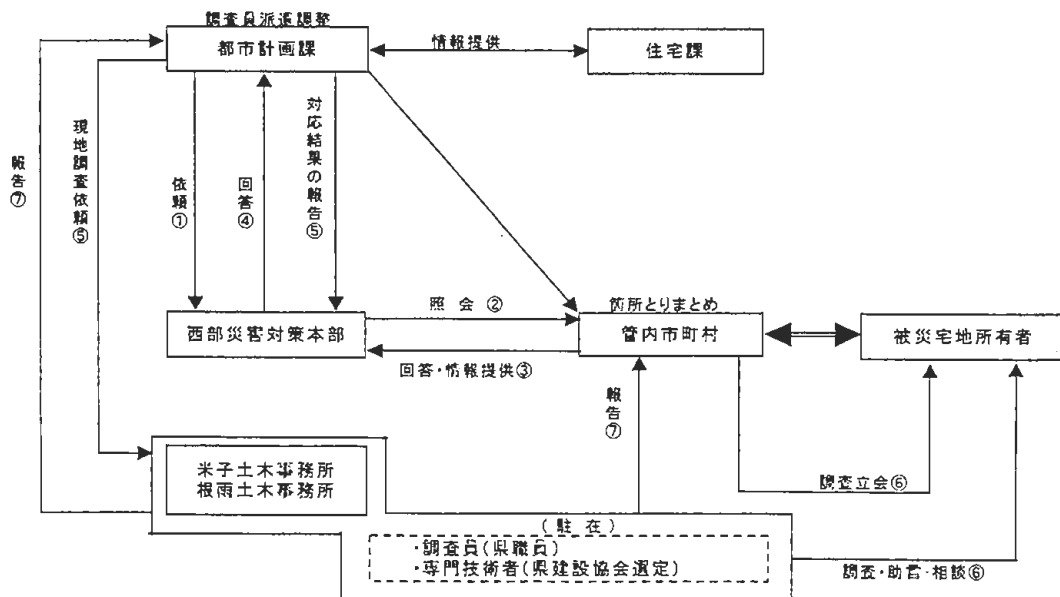 調査員派遣調整
都市計画課
情報提供
住宅課
報告⑦
現地調査依頼⑤
依頼①
回答④
対応結果の報告⑤
西部災害対策本部
照会②
箇所とりまとめ
管内市町村
被災宅地所有者
回答・情報提供③
報告⑦
調査立会⑥
米子土木事務所
根雨土木事務所
(駐在)
・調査員(県職員)
・専門技術者(県建設協会選定)
調査・助言・相談⑥